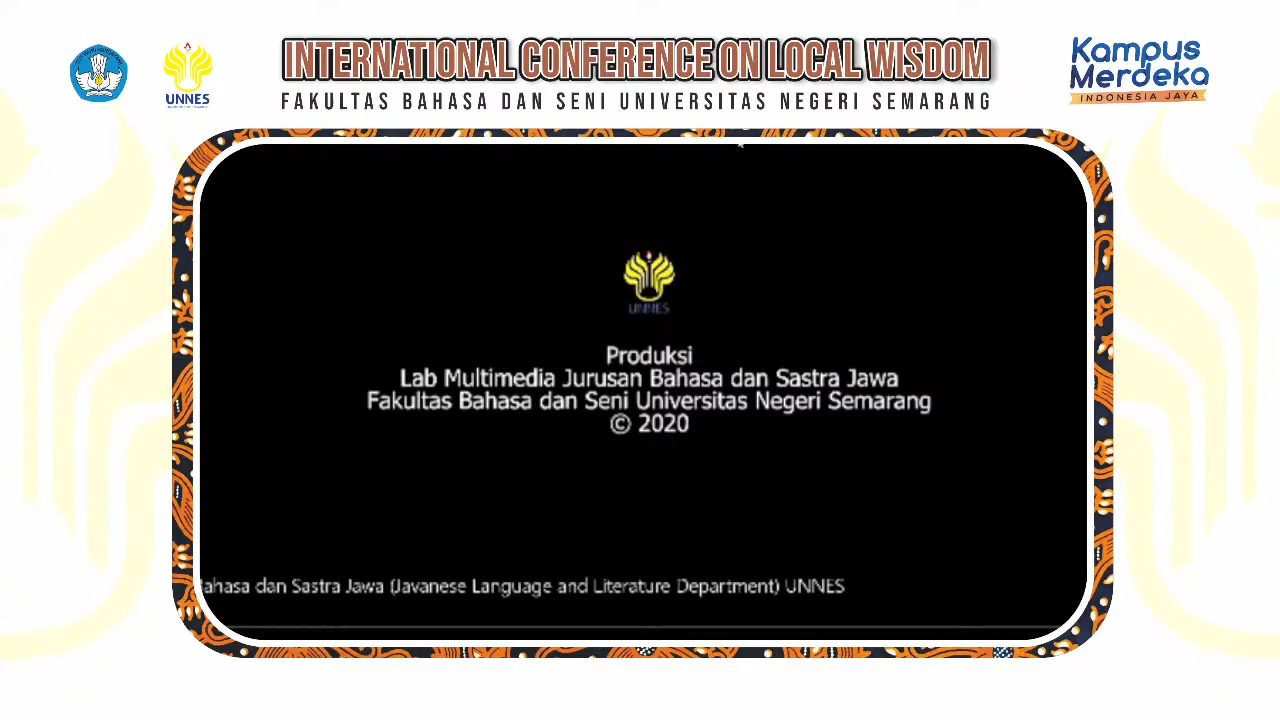 INTERNATIONAL CONFERENCE ON LOCAL WISDOM
FAKULTAS BAHASA DAN SENI UNIVERSITAS NEGERI SEMARANG
UNNES
Kampus
Merdeka
INDONESIA JAYA
UNNES
Produksi
Lab Multimedia Jurusan Bahasa dan Sastra Jawa
Fakultas Bahasa dan Seni Universitas Negeri Semarang
© 2020
Bahasa dan Sastra Jawa (Javanese Language and Literature Department) UNNES